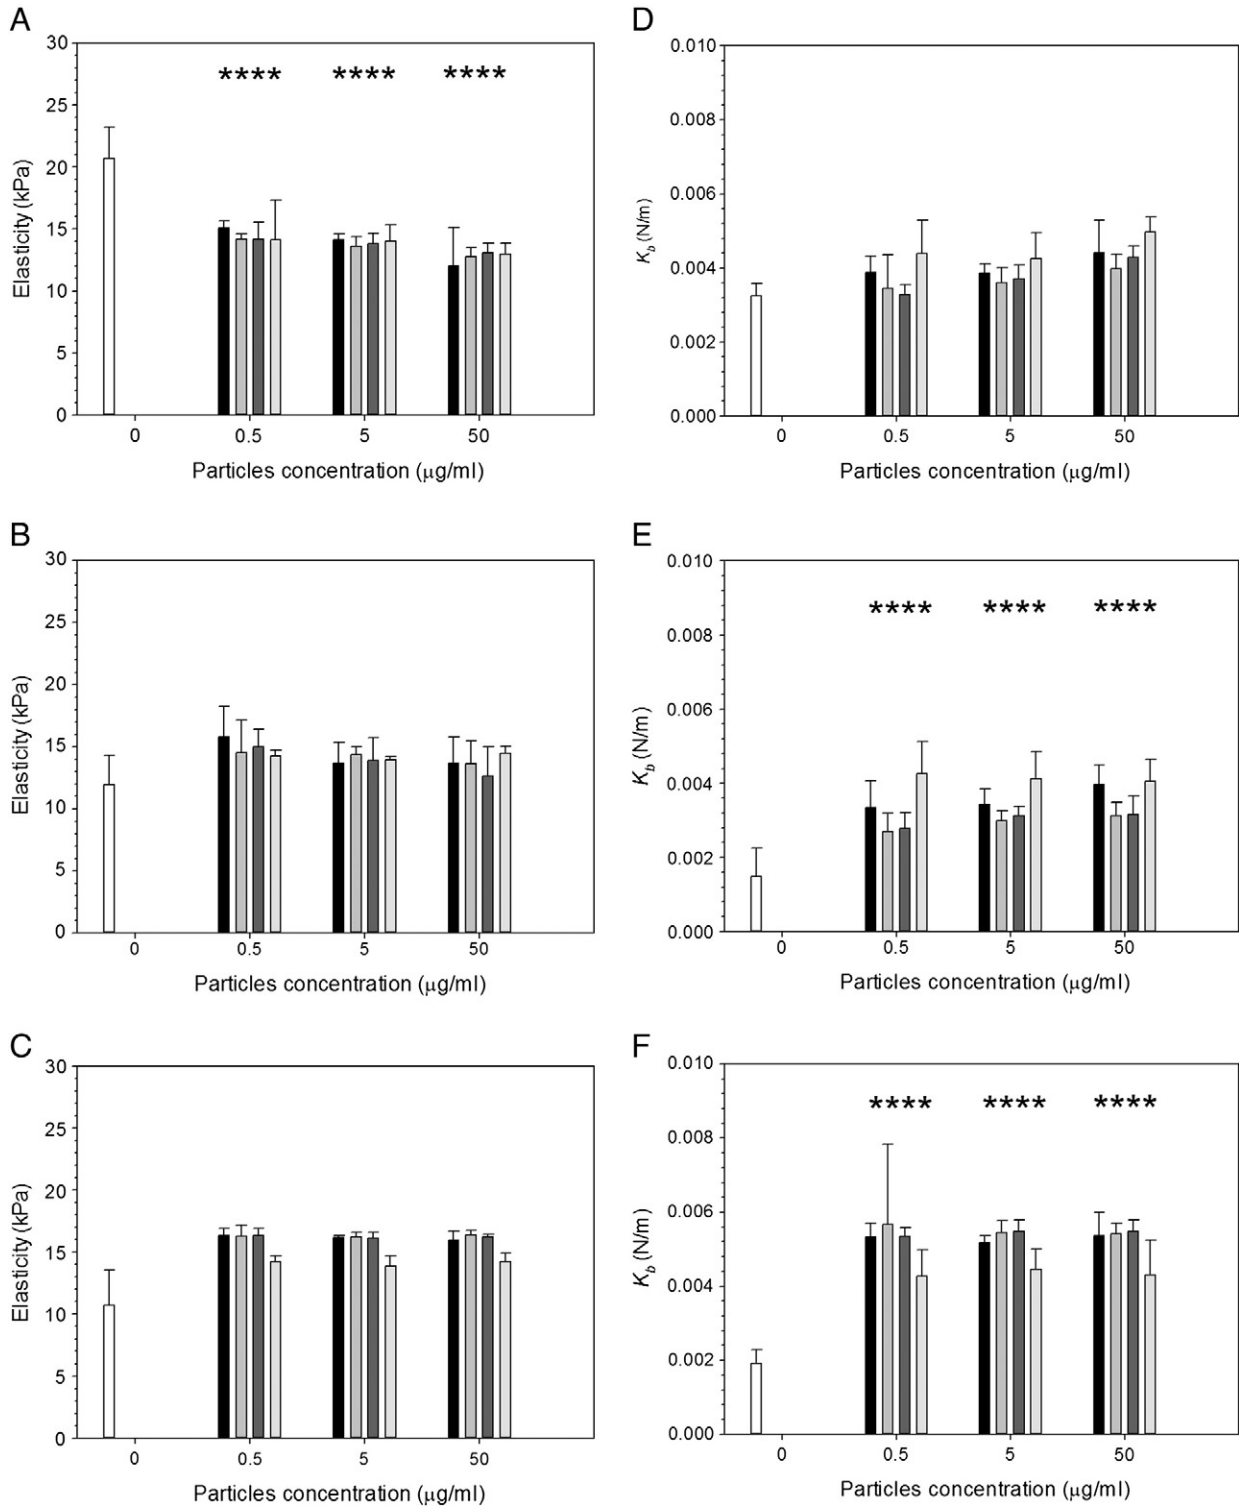 A
30
25
20
15
10
5
0
Elasticity (kPa)
**** **** ****
0 0.5 5 50
Particles concentration (μg/ml)
D
0.010
0.008
0.006
0.004
0.002
0.000
K_b (N/m)
0 0.5 5 50
Particles concentration (μg/ml)
B
30
25
20
15
10
5
0
Elasticity (kPa)
0 0.5 5 50
Particles concentration (μg/ml)
E
0.010
0.008
0.006
0.004
0.002
0.000
K_b (N/m)
**** **** ****
0 0.5 5 50
Particles concentration (μg/ml)
C
30
25
20
15
10
5
0
Elasticity (kPa)
0 0.5 5 50
Particles concentration (μg/ml)
F
0.010
0.008
0.006
0.004
0.002
0.000
K_b (N/m)
**** **** ****
0 0.5 5 50
Particles concentration (μg/ml)